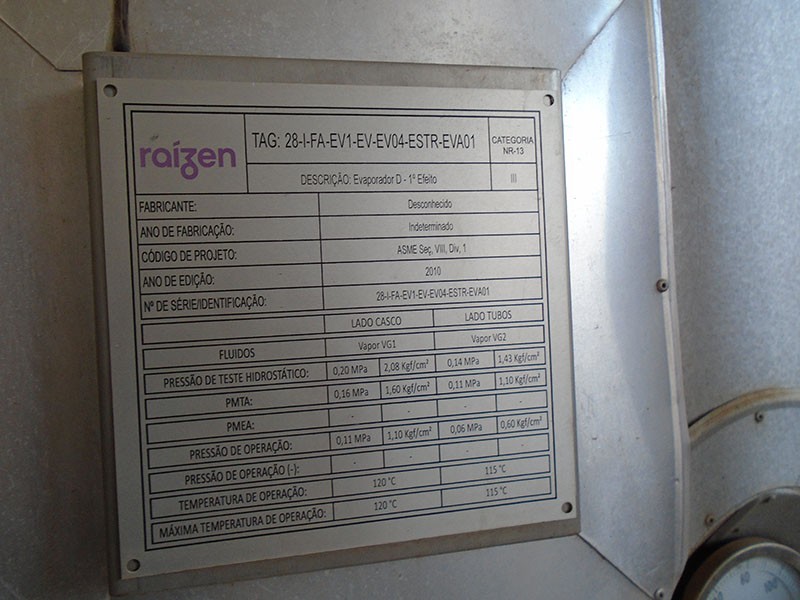 raízen
TAG: 28-I-FA-EV1-EV-EV04-ESTR-EVA01
CATEGORIA NR-13
DESCRIÇÃO: Evaporador D - 1º Efeito
III
FABRICANTE: Desconhecido
ANO DE FABRICAÇÃO: Indeterminado
CÓDIGO DE PROJETO: ASME Seç, VIII, Div, 1
ANO DE EDIÇÃO: 2010
Nº DE SÉRIE/IDENTIFICAÇÃO: 28-I-FA-EV1-EV-EV04-ESTR-EVA01
LADO CASCO LADO TUBOS
FLUIDOS Vapor VG1 Vapor VG2
PRESSÃO DE TESTE HIDROSTÁTICO: 0,20 MPa 2,08 Kgf/cm² 0,14 MPa 1,43 Kgf/cm²
PMTA: 0,16 MPa 1,60 Kgf/cm² 0,11 MPa 1,10 Kgf/cm²
PMEA: - - - -
PRESSÃO DE OPERAÇÃO: 0,11 MPa 1,10 Kgf/cm² 0,06 MPa 0,60 Kgf/cm²
PRESSÃO DE OPERAÇÃO (-): - - - -
TEMPERATURA DE OPERAÇÃO: 120 °C 115 °C
MÁXIMA TEMPERATURA DE OPERAÇÃO: 120 °C 115 °C
80 100